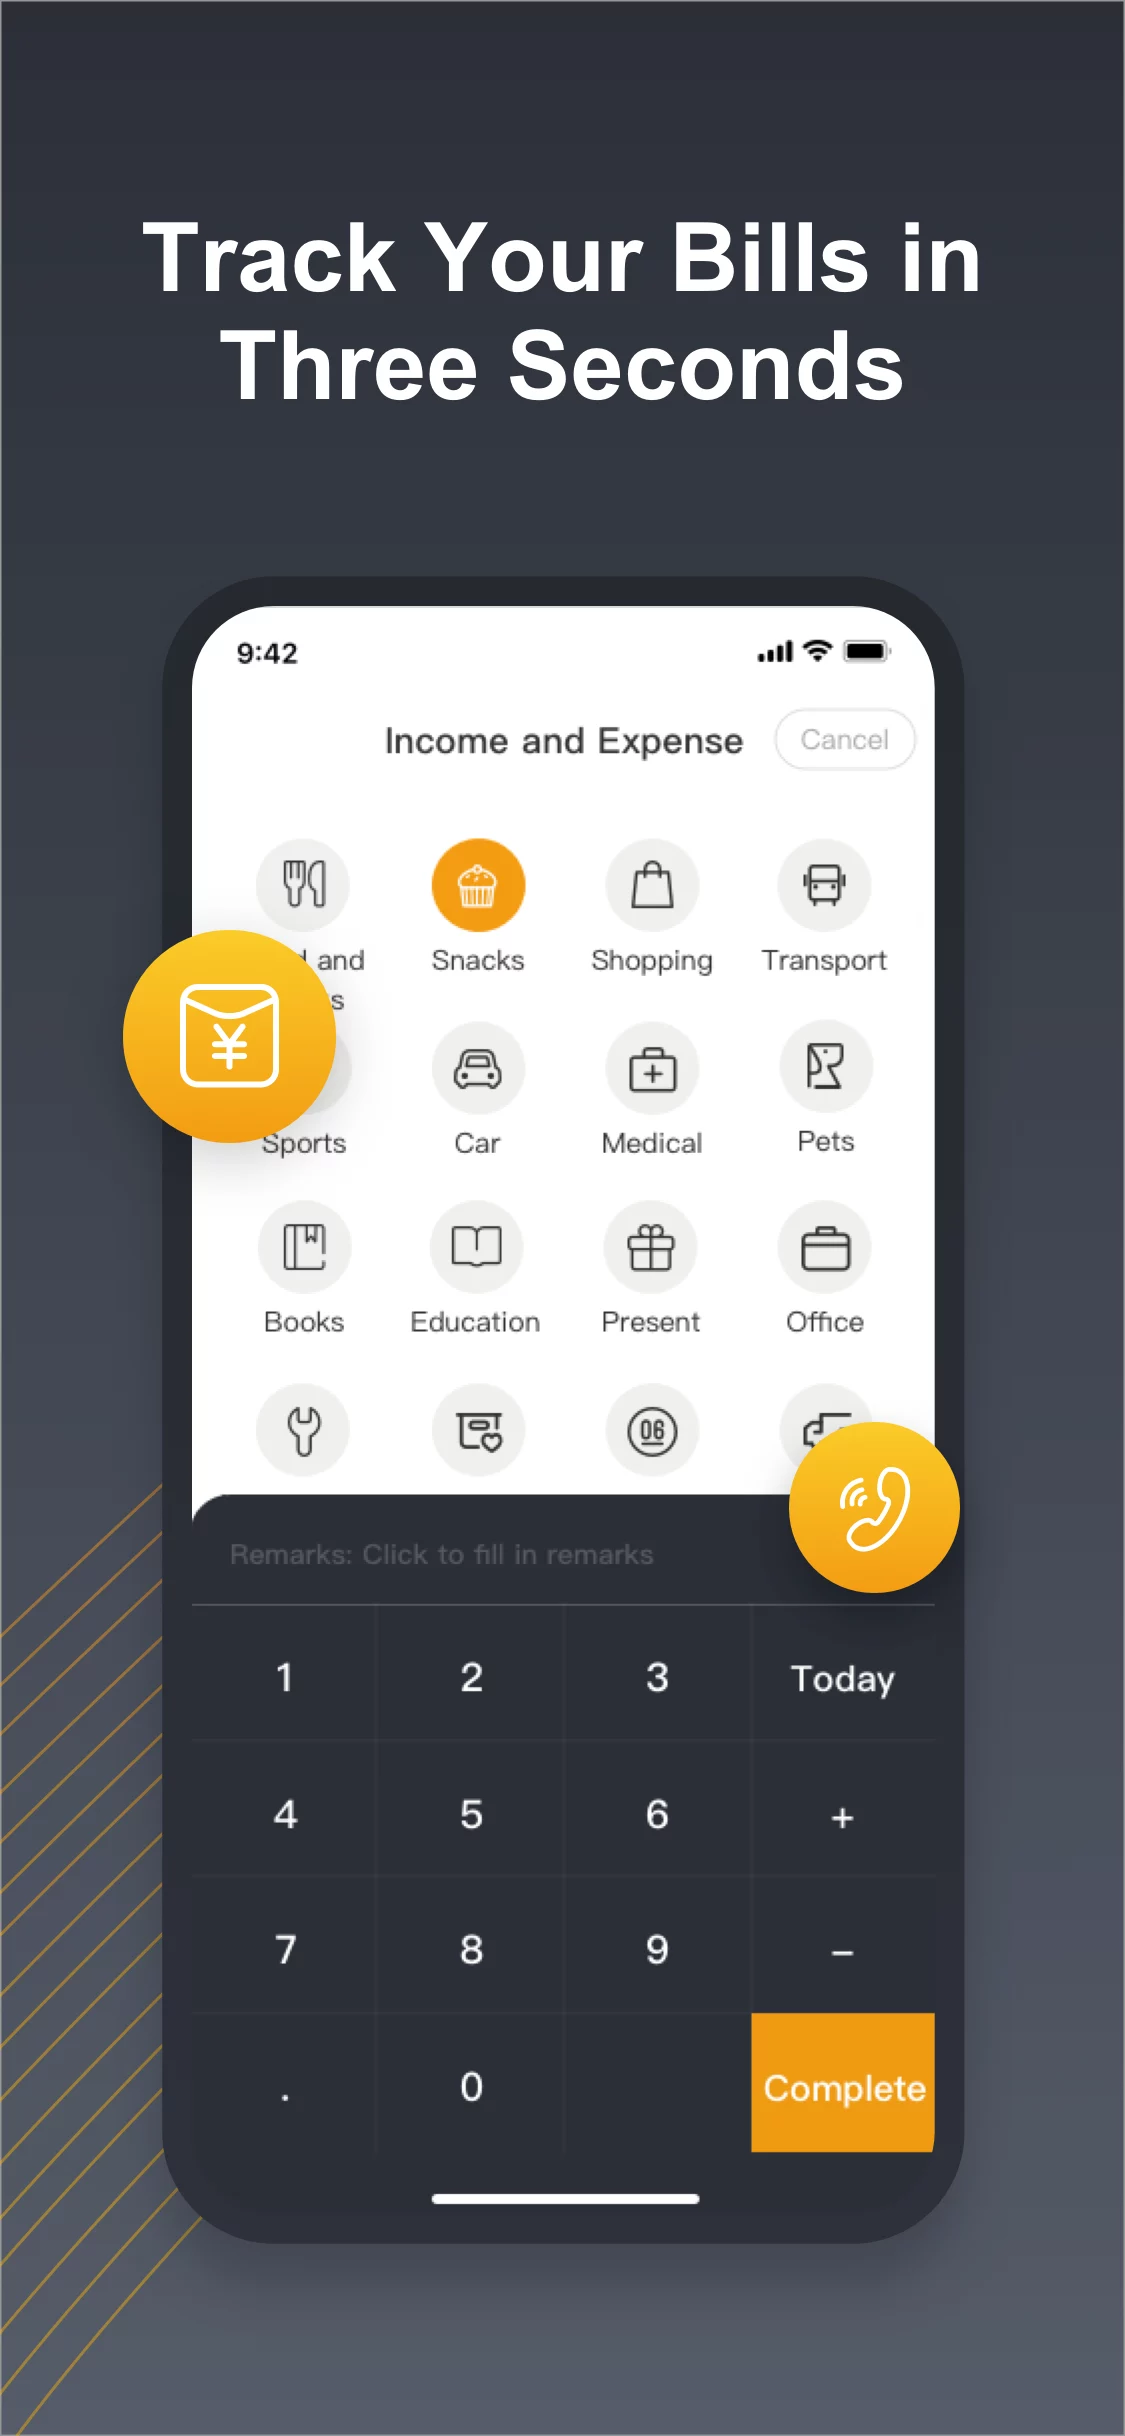 Track Your Bills in
Three Seconds
9:42
Income and Expense
Cancel
and
Snacks
Shopping
Transport
Sports
Car
Medical
Pets
Books
Education
Present
Office
06
Remarks: Click to fill in remarks
1 2 3 Today
4 5 6 +
7 8 9 –
. 0 Complete
¥